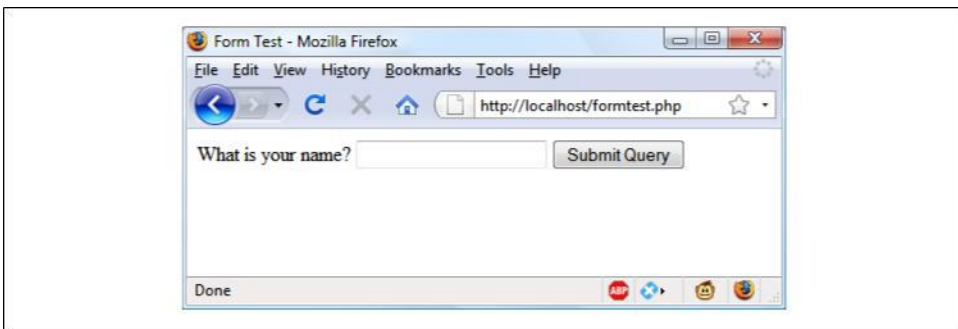 Form Test - Mozilla Firefox
File Edit View History Bookmarks Tools Help
http://localhost/formtest.php
What is your name? Submit Query
Done
ABP